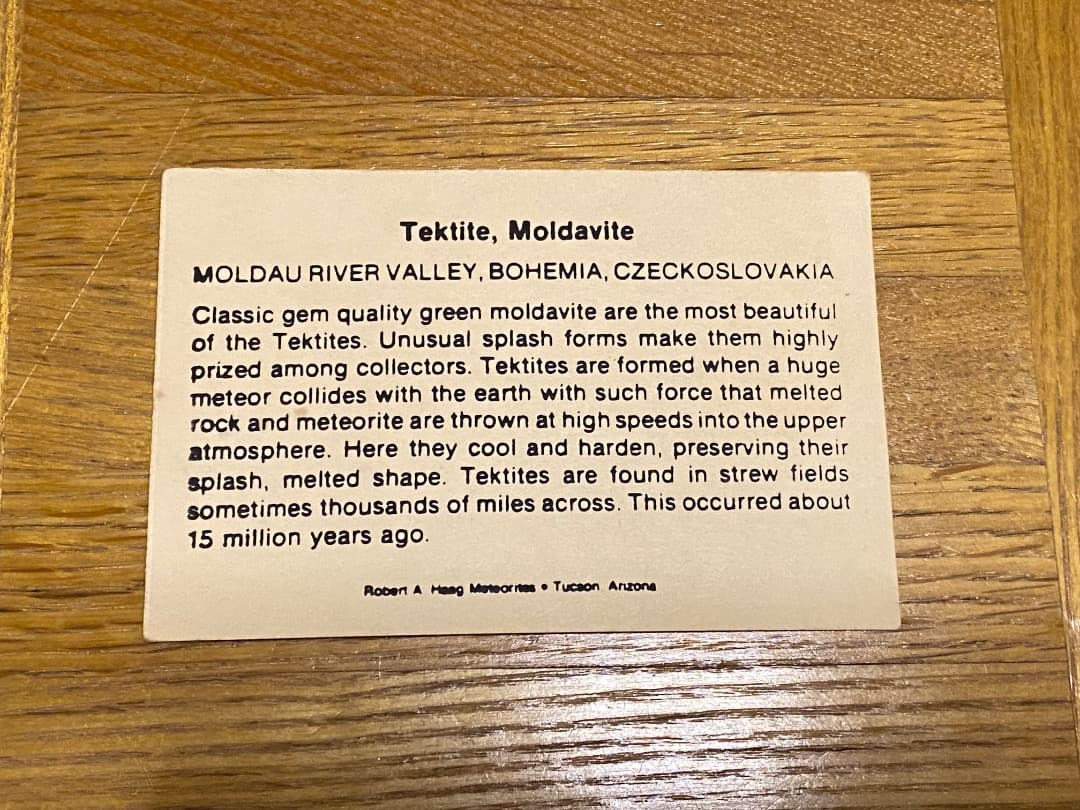 Tektite, Moldavite
MOLDAU RIVER VALLEY, BOHEMIA, CZECKOSLOVAKIA
Classic gem quality green moldavite are the most beautiful
of the Tektites. Unusual splash forms make them highly
prized among collectors. Tektites are formed when a huge
meteor collides with the earth with such force that melted
rock and meteorite are thrown at high speeds into the upper
atmosphere. Here they cool and harden, preserving their
splash, melted shape. Tektites are found in strew fields
sometimes thousands of miles across. This occurred about
15 million years ago.
Robert A Haag Meteorites • Tucson Arizona